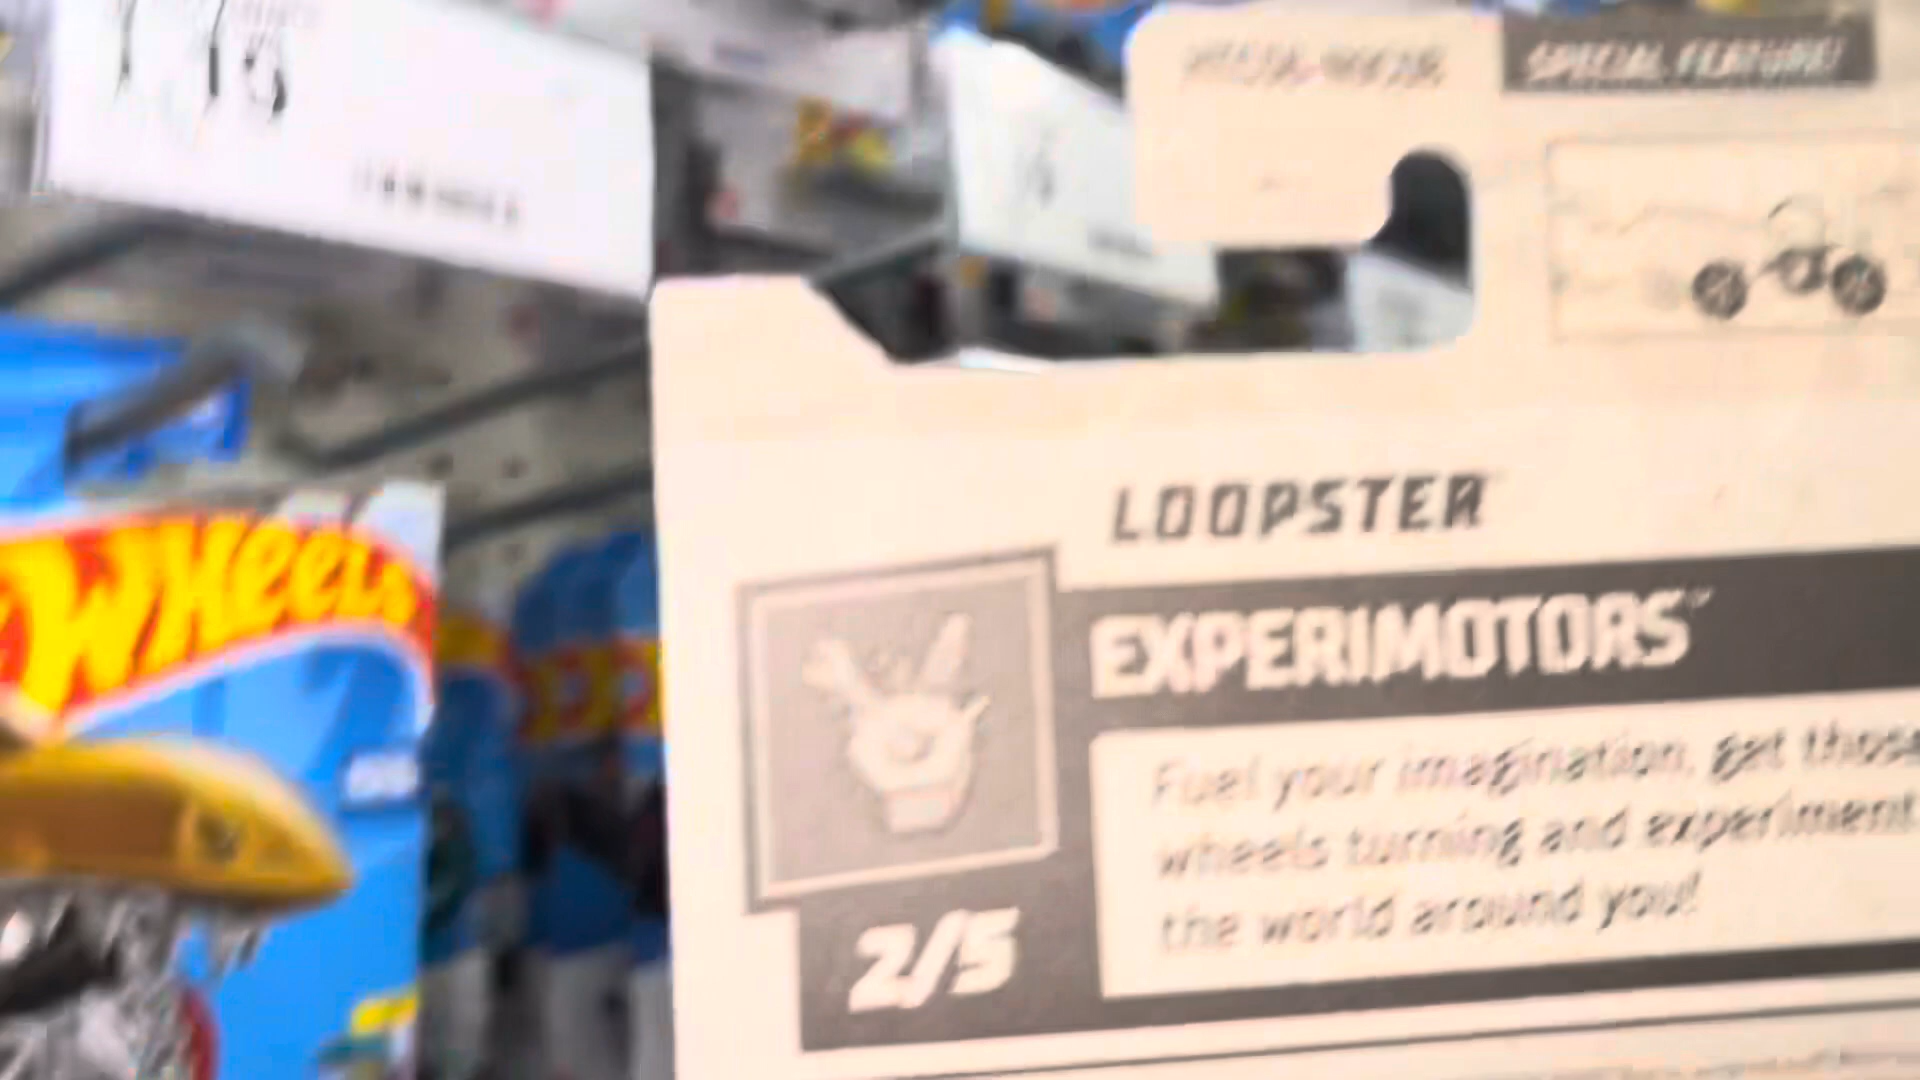 SPECIAL FEATURE!
LOOPSTER
EXPERIMOTORS™
Fuel your imagination, get those
wheels turning and experiment
the world around you!
2/5
Wheels